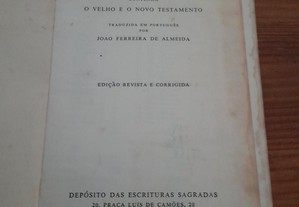 O VELHO E O NOVO TESTAMENTO
TRADUZIDA EM PORTUGUÊS
POR
JOÃO FERREIRA DE ALMEIDA
EDIÇÃO REVISTA E CORRIGIDA
DEPÓSITO DAS ESCRITURAS SAGRADAS
20, PRAÇA LUIS DE CAMÕES, 20